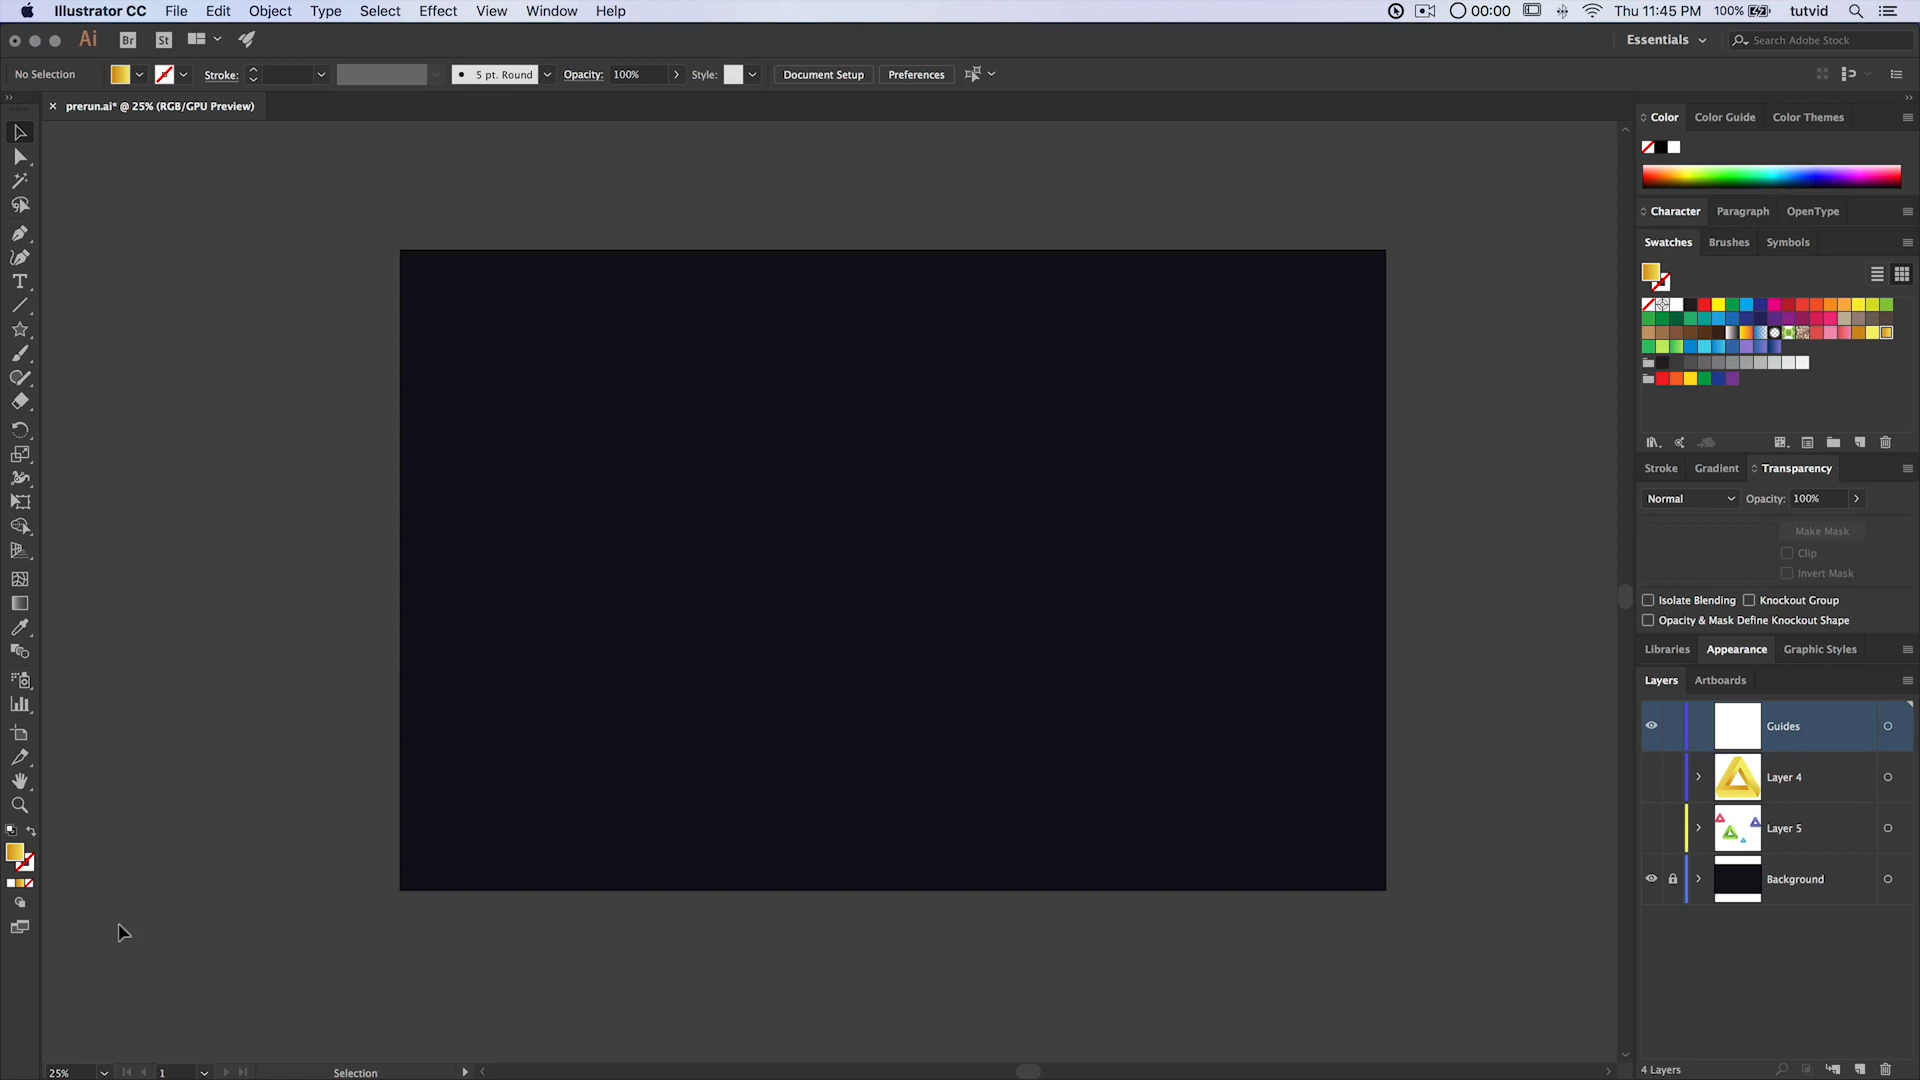 Illustrator CC File Edit Object Type Select Effect View Window Help 00:00 Thu 11:45 PM 100% tutvid
Ai Br St Essentials Search Adobe Stock
No Selection Stroke: 5 pt. Round Opacity: 100% Style: Document Setup Preferences
prerun.ai* @ 25% (RGB/GPU Preview)
Color Color Guide Color Themes
Character Paragraph OpenType
Swatches Brushes Symbols
Stroke Gradient Transparency
Normal Opacity: 100%
Make Mask
Clip
Invert Mask
Isolate Blending Knockout Group
Opacity & Mask Define Knockout Shape
Libraries Appearance Graphic Styles
Layers Artboards
Guides
Layer 4
Layer 5
Background
25% 1 Selection 4 Layers